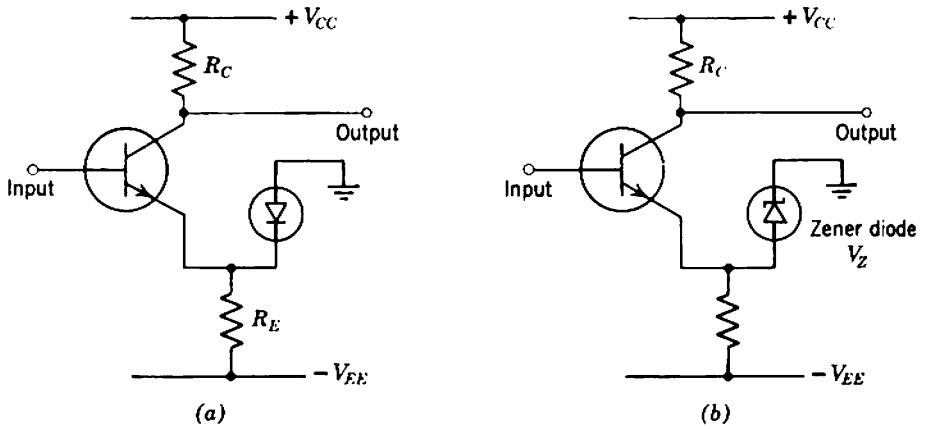 + V_CC
R_C
Output
Input
R_E
− V_EE
(a)
+ V_CC
R_C
Output
Input
Zener diode
V_Z
− V_EE
(b)